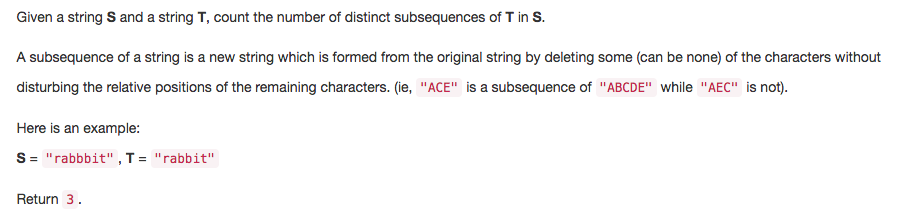 Given a string S and a string T, count the number of distinct subsequences of T in S.
A subsequence of a string is a new string which is formed from the original string by deleting some (can be none) of the characters without
disturbing the relative positions of the remaining characters. (ie, "ACE" is a subsequence of "ABCDE" while "AEC" is not).
Here is an example:
S = "rabbbit", T = "rabbit"
Return 3.